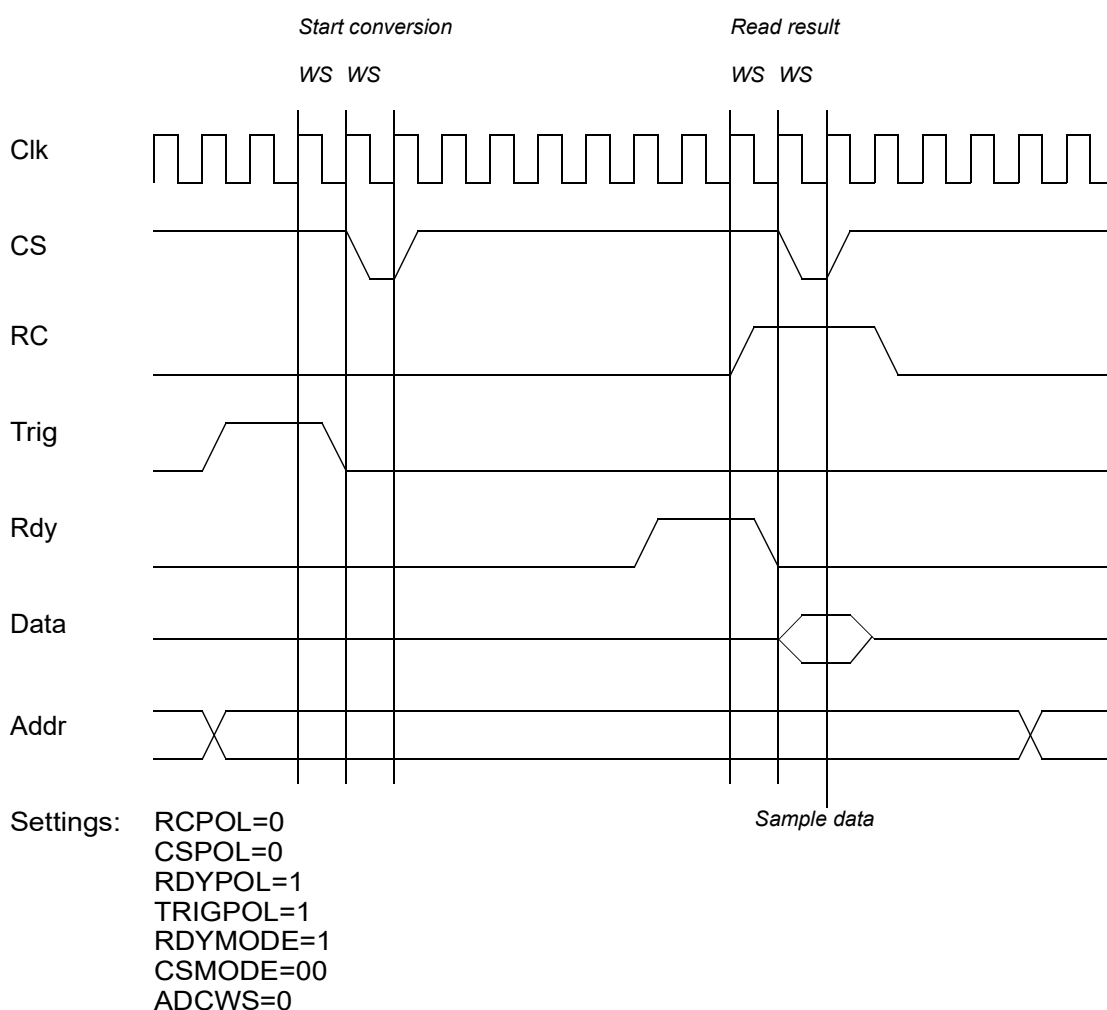 Start conversion Read result
WS WS WS WS
Clk
CS
RC
Trig
Rdy
Data
Addr
Sample data
Settings: RCPOL=0
CSPOL=0
RDYPOL=1
TRIGPOL=1
RDYMODE=1
CSMODE=00
ADCWS=0